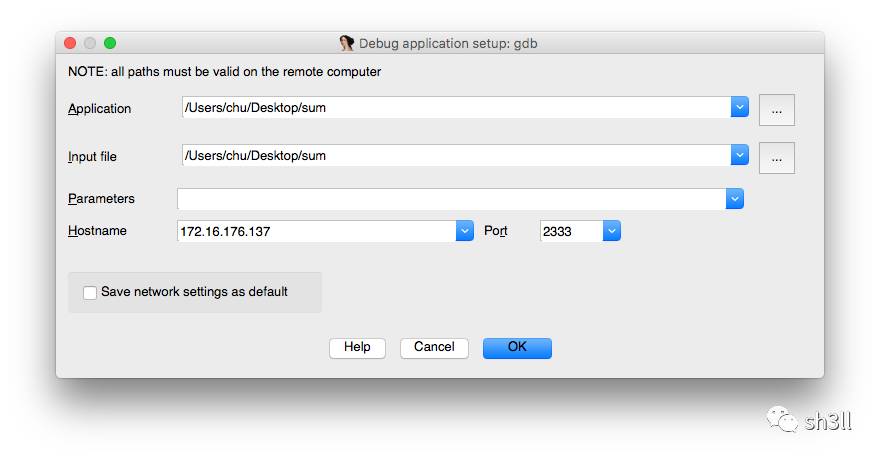 Debug application setup: gdb
NOTE: all paths must be valid on the remote computer
Application /Users/chu/Desktop/sum ...
Input file /Users/chu/Desktop/sum ...
Parameters
Hostname 172.16.176.137 Port 2333
Save network settings as default
Help Cancel OK
sh3ll